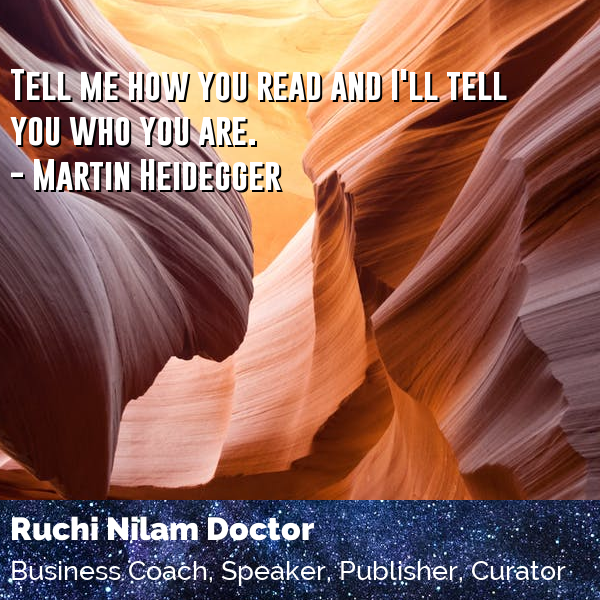 Tell me how you read and I'll tell
you who you are.
- Martin Heidegger
Ruchi Nilam Doctor
Business Coach, Speaker, Publisher, Curator